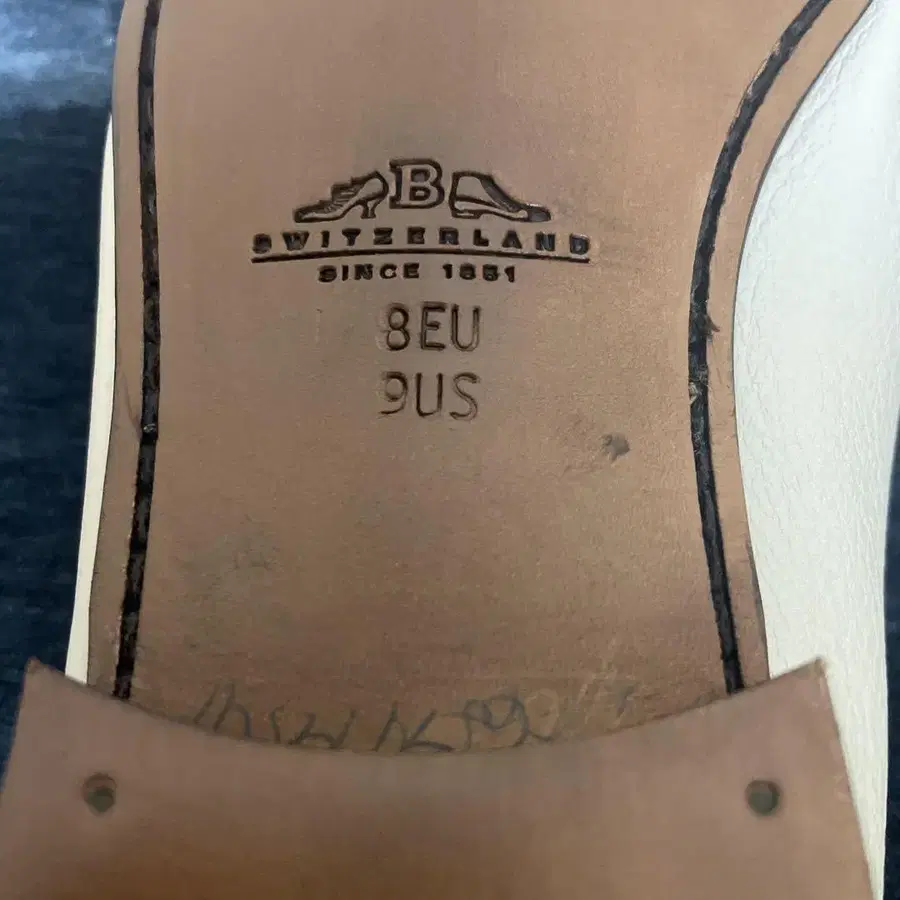 B
SWITZERLAND
SINCE 1851
8EU
9US